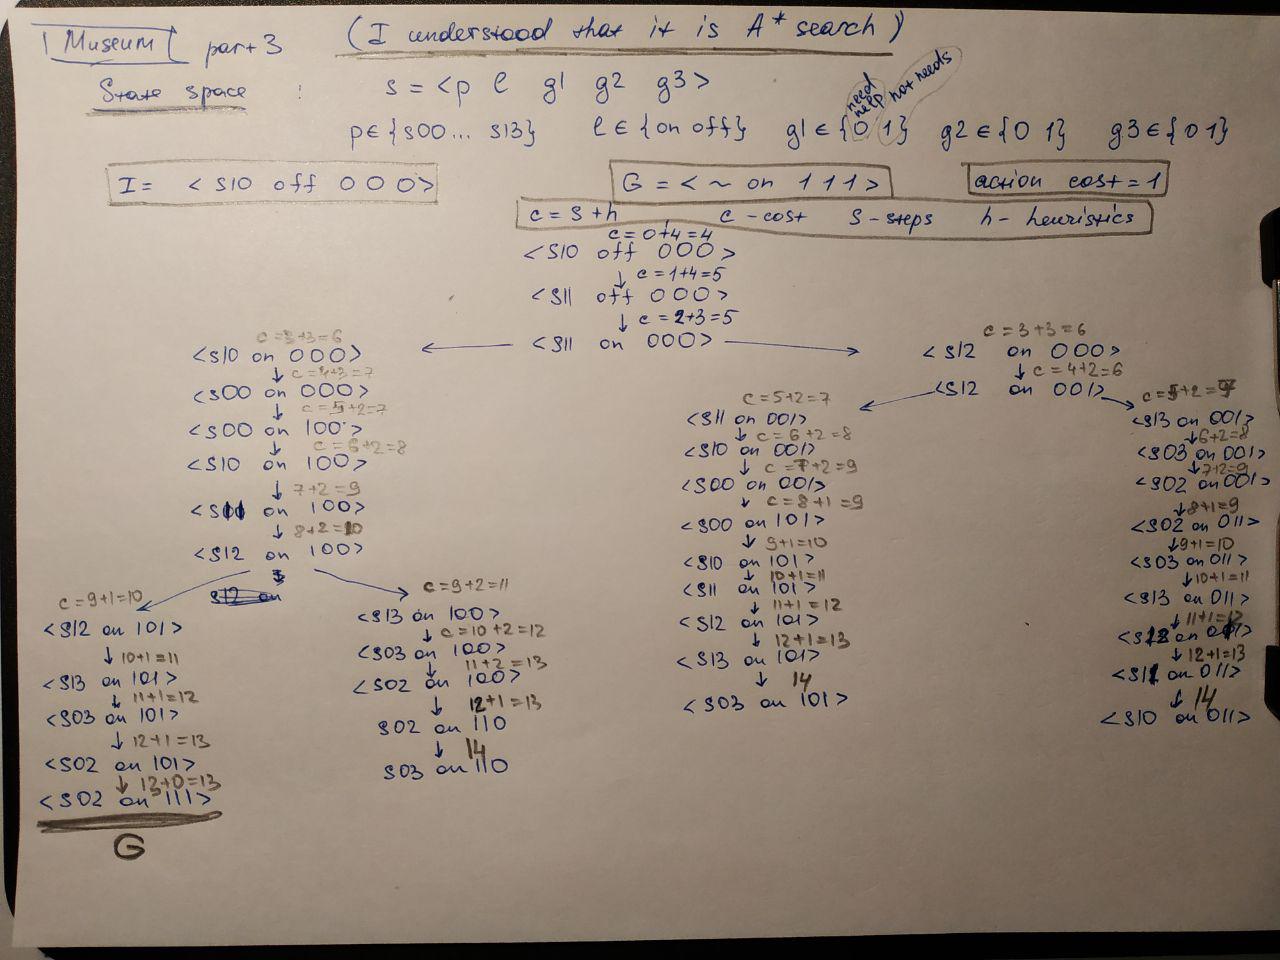 Museum part 3 (I understood that it is A* search)
State space : s = <p l g1 g2 g3>
need help not needs
p ∈ {s00 ... s13} l ∈ {on off} g1 ∈ {0 1} g2 ∈ {0 1} g3 ∈ {0 1}
I = <s10 off 0 0 0> G = <~ on 1 1 1> action cost = 1
c = s + h c - cost s - steps h - heuristics
c = 0+4=4
<s10 off 000>
↓ c=1+4=5
<s11 off 000>
↓ c=2+3=5
<s11 on 000>
c=3+3=6
<s10 on 000>
↓ c=4+3=7
<s00 on 000>
↓ c=5+2=7
<s00 on 100>
↓ c=6+2=8
<s10 on 100>
↓ 7+2=9
<s11 on 100>
↓ 8+2=10
<s12 on 100>
c=9+1=10
<s12 on 101>
↓ 10+1=11
<s13 on 101>
↓ 11+1=12
<s03 on 101>
↓ 12+1=13
<s02 on 101>
↓ 13+0=13
<s02 on 111>
G
c=9+2=11
<s13 on 100>
↓ c=10+2=12
<s03 on 100>
↓ 11+2=13
<s02 on 100>
↓ 12+1=13
s02 on 110
↓ 14
s03 on 110
c=3+3=6
<s12 on 000>
↓ c=4+2=6
<s12 on 001>
c=5+2=7
<s11 on 001>
↓ c=6+2=8
<s10 on 001>
↓ c=7+2=9
<s00 on 001>
↓ c=8+1=9
<s00 on 101>
↓ 9+1=10
<s10 on 101>
↓ 10+1=11
<s11 on 101>
↓ 11+1=12
<s12 on 101>
↓ 12+1=13
<s13 on 101>
↓ 14
<s03 on 101>
c=5+2=7
<s13 on 001>
↓ 6+2=8
<s03 on 001>
↓ 7+2=9
<s02 on 001>
↓ 8+1=9
<s02 on 011>
↓ 9+1=10
<s03 on 011>
↓ 10+1=11
<s13 on 011>
↓ 11+1=12
<s12 on 011>
↓ 12+1=13
<s11 on 011>
↓ 14
<s10 on 011>